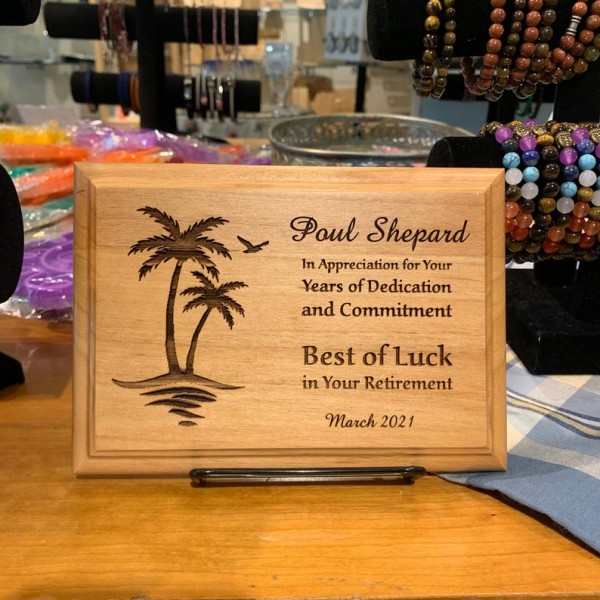 Poul Shepard
In Appreciation for Your
Years of Dedication
and Commitment
Best of Luck
in Your Retirement
March 2021